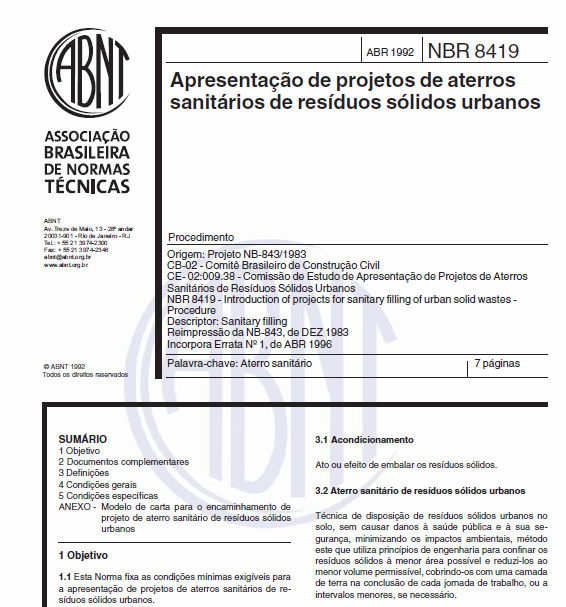 ABNT
ASSOCIAÇÃO
BRASILEIRA
DE NORMAS
TÉCNICAS
ABNT
Av. Treze de Maio, 13 - 28º andar
20031-901 - Rio de Janeiro - RJ
Tel.: + 55 21 3974-2300
Fax: + 55 21 3974-2346
abnt@abnt.org.br
www.abnt.org.br
© ABNT 1992
Todos os direitos reservados
ABR 1992
NBR 8419
Apresentação de projetos de aterros
sanitários de resíduos sólidos urbanos
Procedimento
Origem: Projeto NB-843/1983
CB-02 - Comitê Brasileiro de Construção Civil
CE- 02:009.38 - Comissão de Estudo de Apresentação de Projetos de Aterros
Sanitários de Resíduos Sólidos Urbanos
NBR 8419 - Introduction of projects for sanitary filling of urban solid wastes -
Procedure
Descriptor: Sanitary filling
Reimpressão da NB-843, de DEZ 1983
Incorpora Errata Nº 1, de ABR 1996
Palavra-chave: Aterro sanitário
7 páginas
SUMÁRIO
1 Objetivo
2 Documentos complementares
3 Definições
4 Condições gerais
5 Condições específicas
ANEXO - Modelo de carta para o encaminhamento de
projeto de aterro sanitário de resíduos sólidos
urbanos
1 Objetivo
1.1 Esta Norma fixa as condições mínimas exigíveis para
a apresentação de projetos de aterros sanitários de re-
síduos sólidos urbanos.
3.1 Acondicionamento
Ato ou efeito de embalar os resíduos sólidos.
3.2 Aterro sanitário de resíduos sólidos urbanos
Técnica de disposição de resíduos sólidos urbanos no
solo, sem causar danos à saúde pública e à sua se-
gurança, minimizando os impactos ambientais, método
este que utiliza princípios de engenharia para confinar os
resíduos sólidos à menor área possível e reduzi-los ao
menor volume permissível, cobrindo-os com uma camada
de terra na conclusão de cada jornada de trabalho, ou a
intervalos menores, se necessário.
ABNT